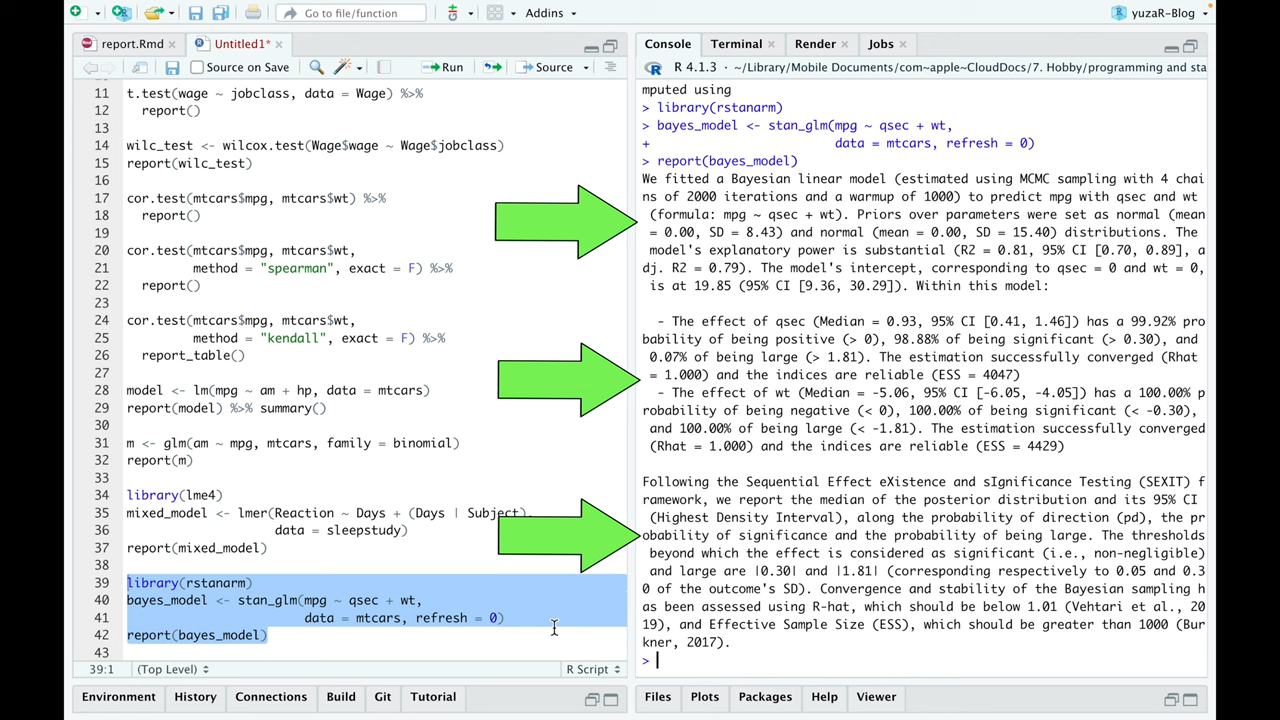 Go to file/function
Addins
yuzaR-Blog
report.Rmd
Untitled1*
Source on Save
Run
Source
11 t.test(wage ~ jobclass, data = Wage) %>%
12 report()
13
14 wilc_test <- wilcox.test(Wage$wage ~ Wage$jobclass)
15 report(wilc_test)
16
17 cor.test(mtcars$mpg, mtcars$wt) %>%
18 report()
19
20 cor.test(mtcars$mpg, mtcars$wt,
21 method = "spearman", exact = F) %>%
22 report()
23
24 cor.test(mtcars$mpg, mtcars$wt,
25 method = "kendall", exact = F) %>%
26 report_table()
27
28 model <- lm(mpg ~ am + hp, data = mtcars)
29 report(model) %>% summary()
30
31 m <- glm(am ~ mpg, mtcars, family = binomial)
32 report(m)
33
34 library(lme4)
35 mixed_model <- lmer(Reaction ~ Days + (Days | Subject),
36 data = sleepstudy)
37 report(mixed_model)
38
39 library(rstanarm)
40 bayes_model <- stan_glm(mpg ~ qsec + wt,
41 data = mtcars, refresh = 0)
42 report(bayes_model)
43
39:1 (Top Level) R Script
Environment History Connections Build Git Tutorial
Console Terminal Render Jobs
R 4.1.3 · ~/Library/Mobile Documents/com~apple~CloudDocs/7. Hobby/programming and sta
mputed using
> library(rstanarm)
> bayes_model <- stan_glm(mpg ~ qsec + wt,
+ data = mtcars, refresh = 0)
> report(bayes_model)
We fitted a Bayesian linear model (estimated using MCMC sampling with 4 chai
ns of 2000 iterations and a warmup of 1000) to predict mpg with qsec and wt
(formula: mpg ~ qsec + wt). Priors over parameters were set as normal (mean
= 0.00, SD = 8.43) and normal (mean = 0.00, SD = 15.40) distributions. The
model's explanatory power is substantial (R2 = 0.81, 95% CI [0.70, 0.89], a
dj. R2 = 0.79). The model's intercept, corresponding to qsec = 0 and wt = 0,
is at 19.85 (95% CI [9.36, 30.29]). Within this model:
- The effect of qsec (Median = 0.93, 95% CI [0.41, 1.46]) has a 99.92% pro
bability of being positive (> 0), 98.88% of being significant (> 0.30), and
0.07% of being large (> 1.81). The estimation successfully converged (Rhat
= 1.000) and the indices are reliable (ESS = 4047)
- The effect of wt (Median = -5.06, 95% CI [-6.05, -4.05]) has a 100.00% p
robability of being negative (< 0), 100.00% of being significant (< -0.30),
and 100.00% of being large (< -1.81). The estimation successfully converged
(Rhat = 1.000) and the indices are reliable (ESS = 4429)
Following the Sequential Effect eXistence and sIgnificance Testing (SEXIT) f
ramework, we report the median of the posterior distribution and its 95% CI
(Highest Density Interval), along the probability of direction (pd), the pr
obability of significance and the probability of being large. The thresholds
beyond which the effect is considered as significant (i.e., non-negligible)
and large are |0.30| and |1.81| (corresponding respectively to 0.05 and 0.3
0 of the outcome's SD). Convergence and stability of the Bayesian sampling h
as been assessed using R-hat, which should be below 1.01 (Vehtari et al., 20
19), and Effective Sample Size (ESS), which should be greater than 1000 (Bur
kner, 2017).
>
Files Plots Packages Help Viewer